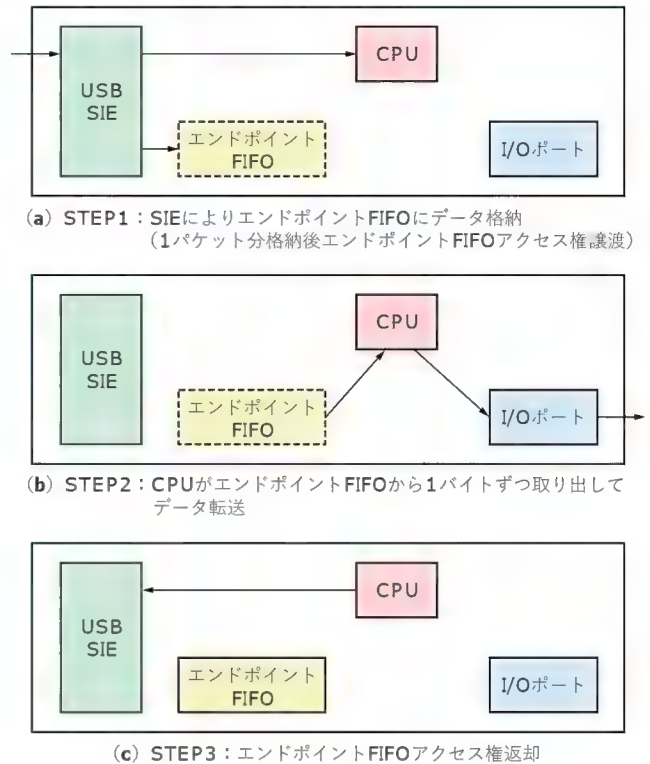 USB
SIE
CPU
エンドポイント
FIFO
I/Oポート
(a) STEP1：SIEによりエンドポイントFIFOにデータ格納
（1パケット分格納後エンドポイントFIFOアクセス権譲渡）
USB
SIE
CPU
エンドポイント
FIFO
I/Oポート
(b) STEP2：CPUがエンドポイントFIFOから1バイトずつ取り出して
データ転送
USB
SIE
CPU
エンドポイント
FIFO
I/Oポート
(c) STEP3：エンドポイントFIFOアクセス権返却